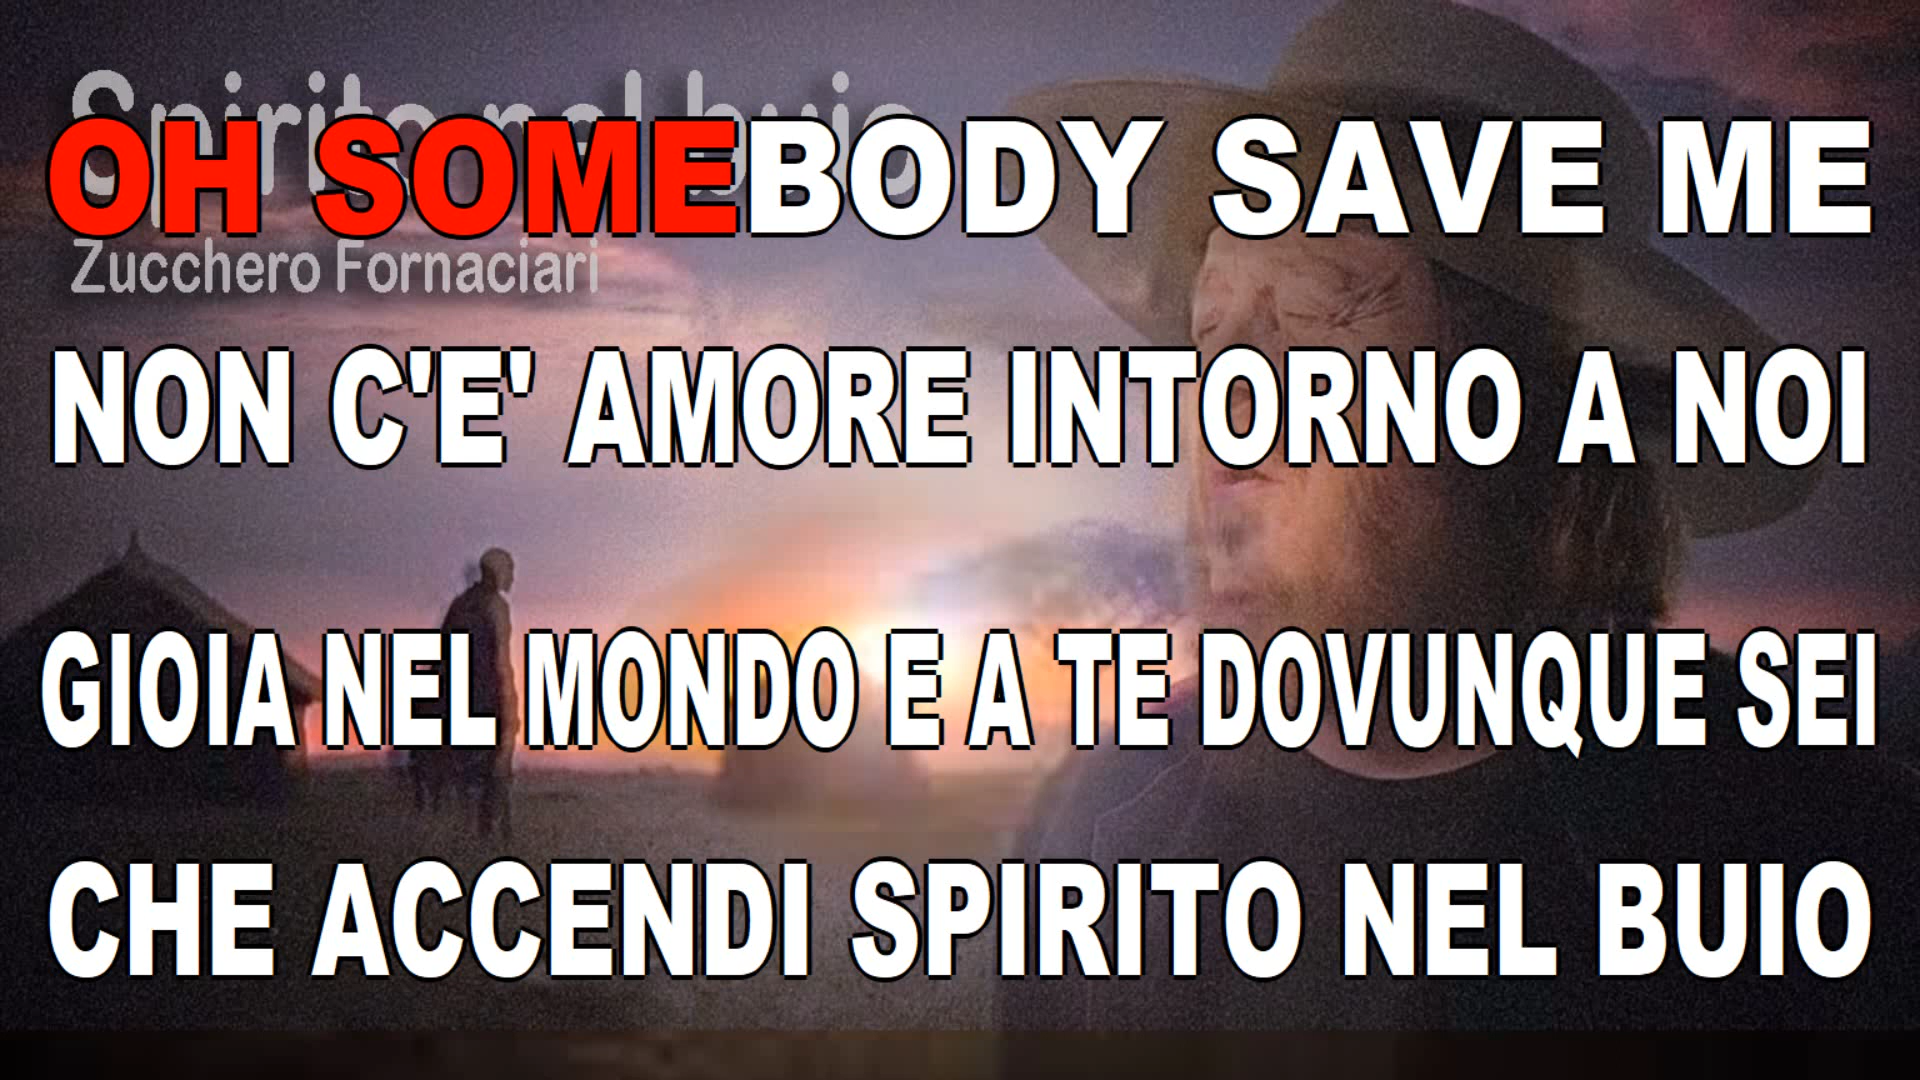 Spirito nel buio
OH SOMEBODY SAVE ME
Zucchero Fornaciari
NON C'E' AMORE INTORNO A NOI
GIOIA NEL MONDO E A TE DOVUNQUE SEI
CHE ACCENDI SPIRITO NEL BUIO